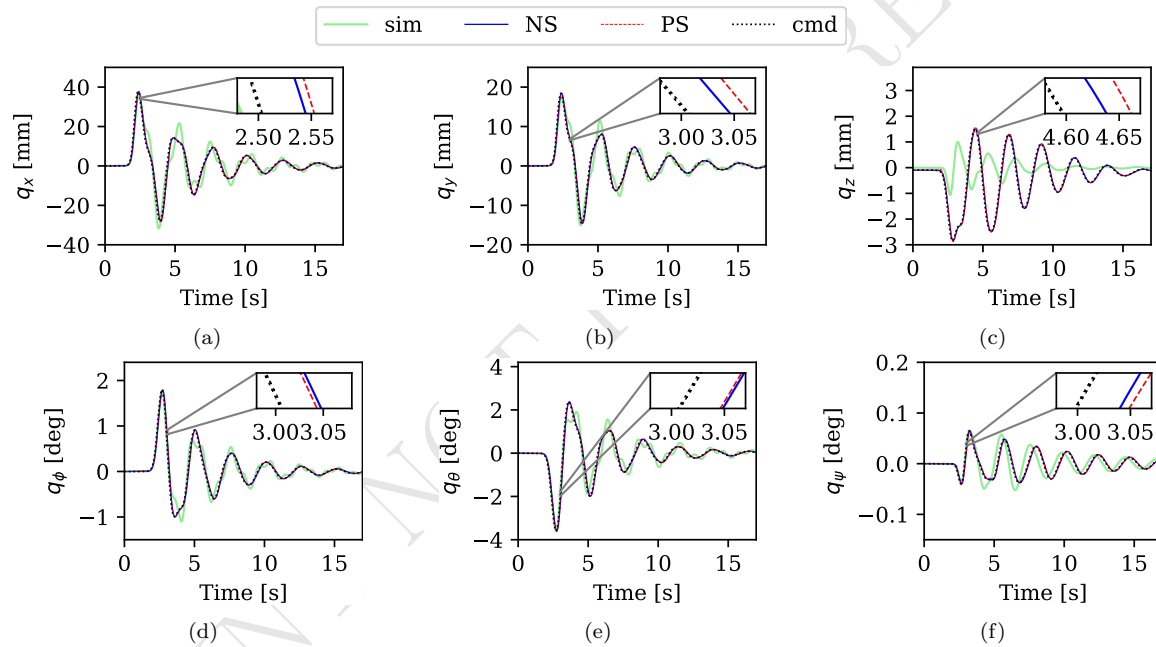 sim NS PS cmd
40
20
0
−20
−40
q_x [mm]
2.50 2.55
0 5 10 15
Time [s]
(a)
20
10
0
−10
−20
q_y [mm]
3.00 3.05
0 5 10 15
Time [s]
(b)
3
2
1
0
−1
−2
−3
q_z [mm]
4.60 4.65
0 5 10 15
Time [s]
(c)
2
1
0
−1
q_ϕ [deg]
3.00 3.05
0 5 10 15
Time [s]
(d)
4
2
0
−2
−4
q_θ [deg]
3.00 3.05
0 5 10 15
Time [s]
(e)
0.2
0.1
0.0
−0.1
q_ψ [deg]
3.00 3.05
0 5 10 15
Time [s]
(f)